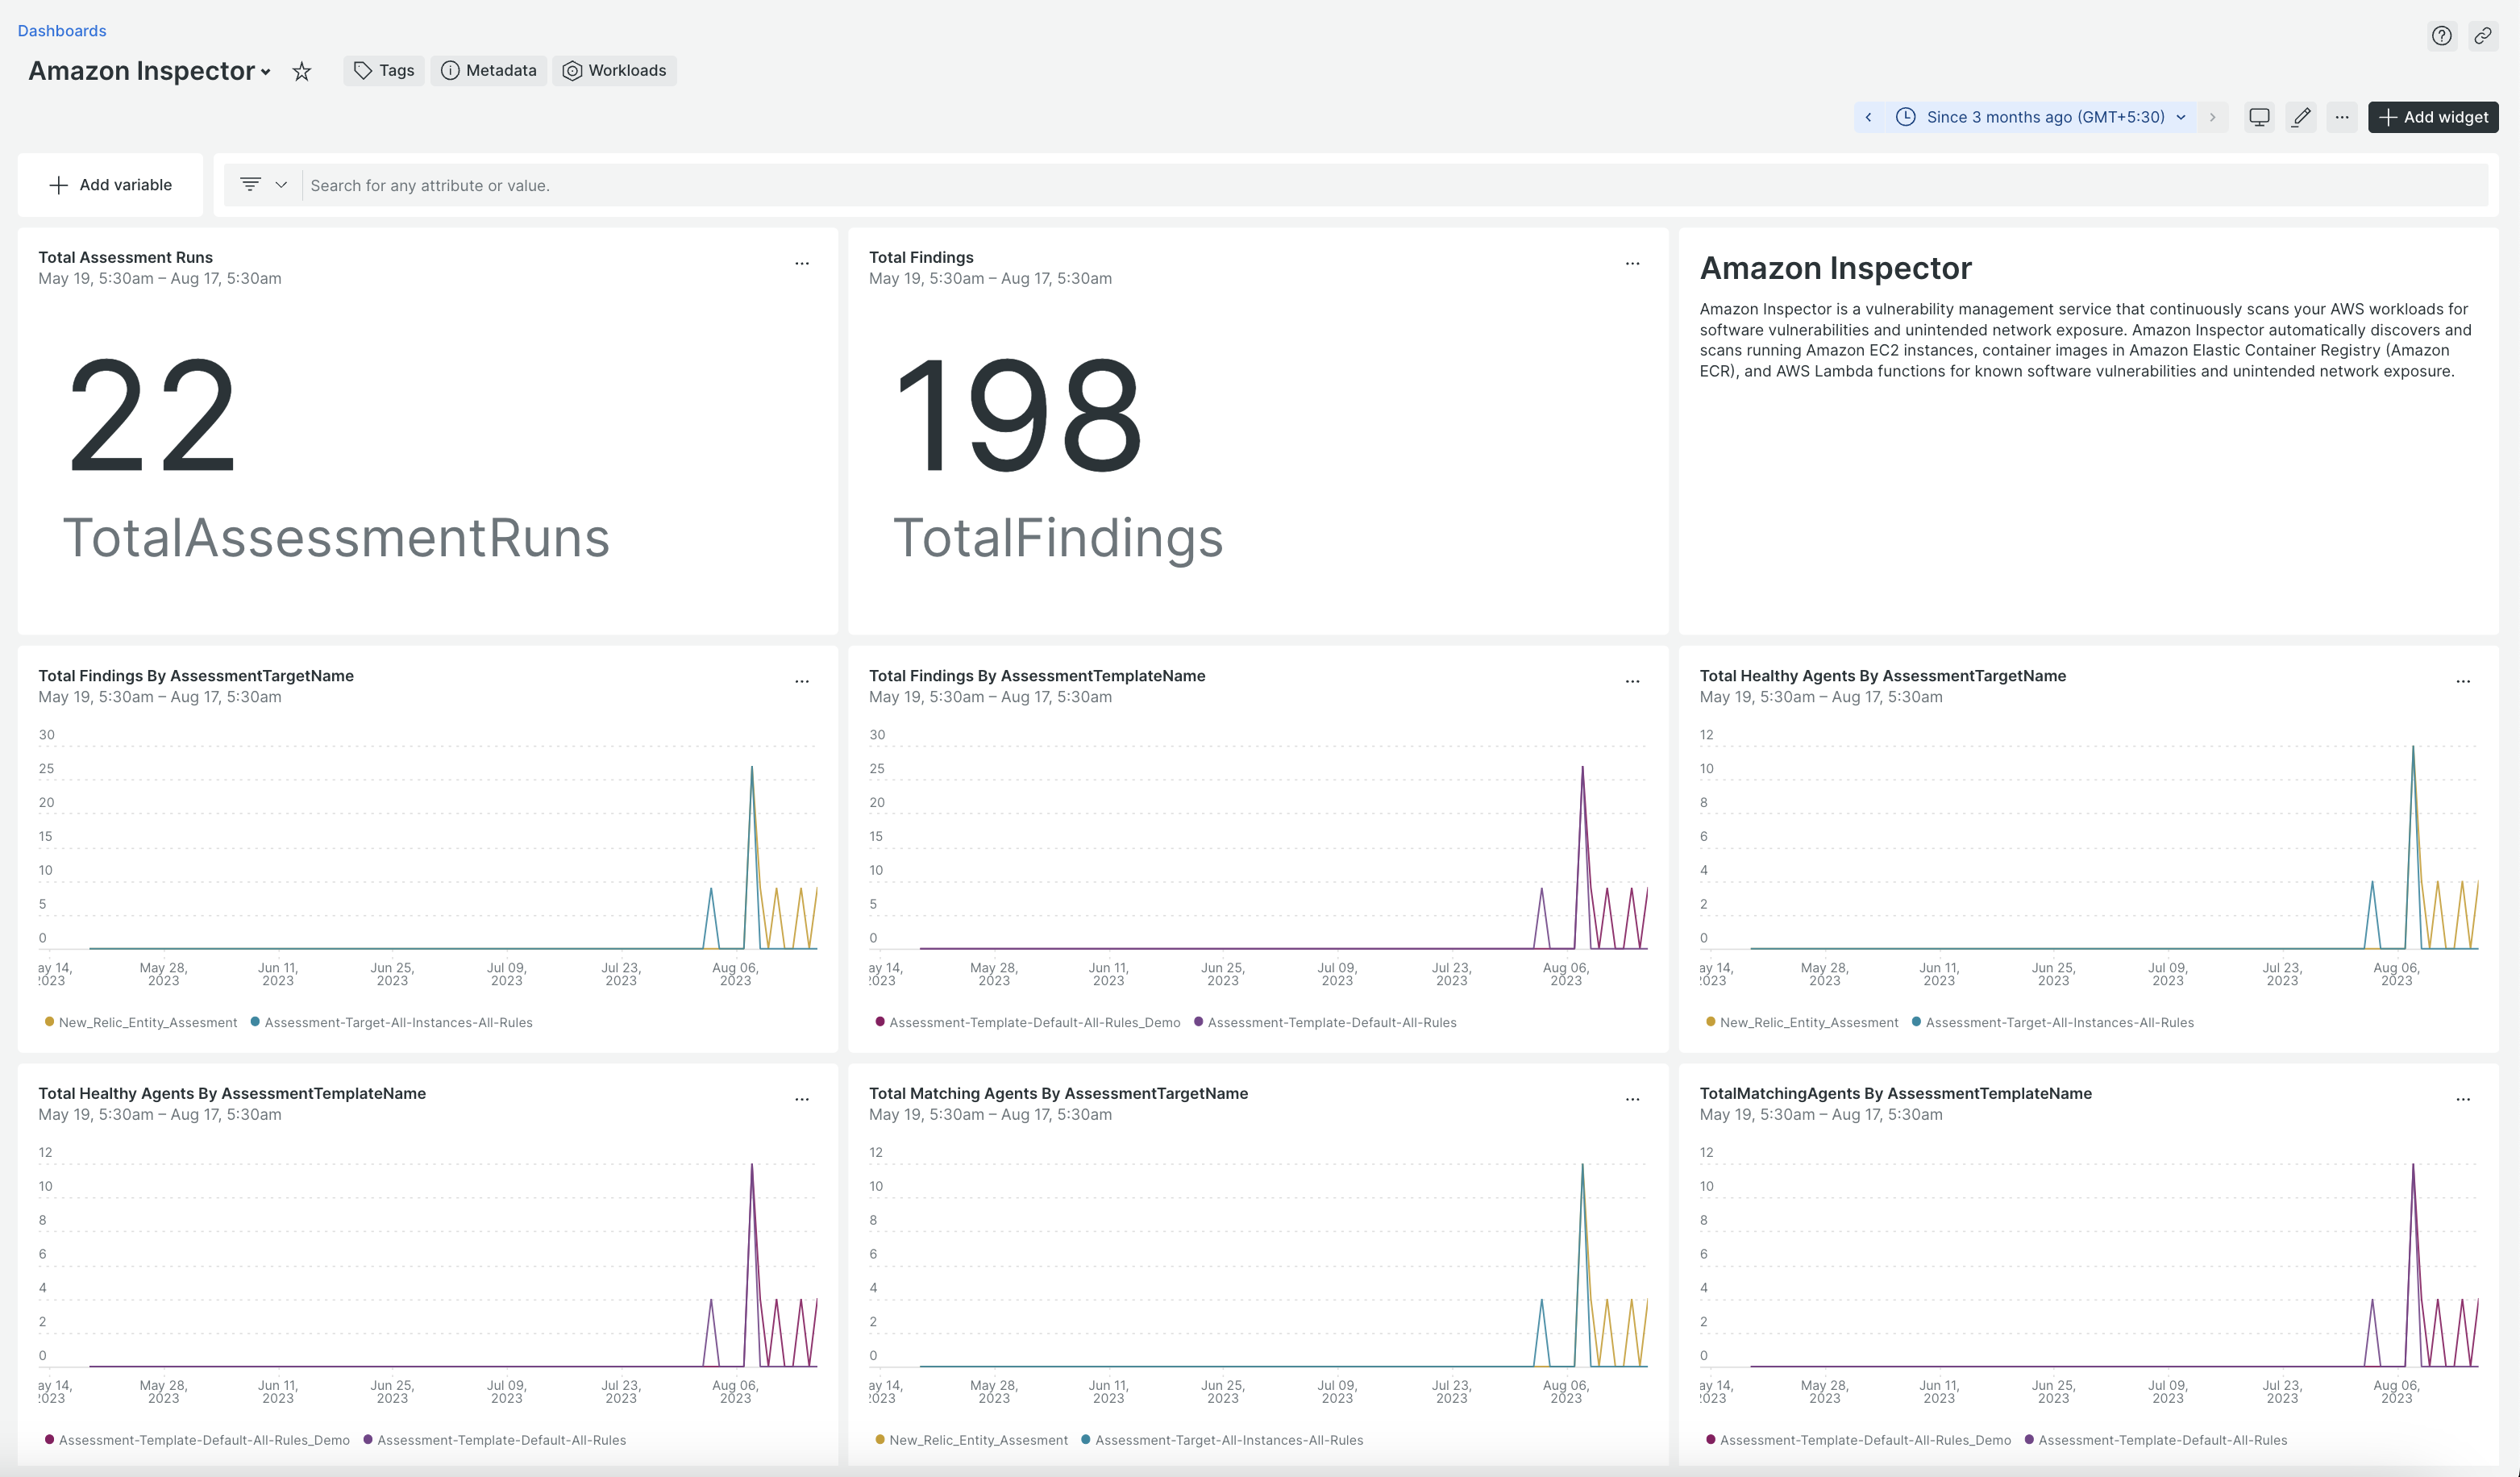 Dashboards
Amazon Inspector
Tags
Metadata
Workloads
Since 3 months ago (GMT+5:30)
Add widget
Add variable
Search for any attribute or value.
Total Assessment Runs
May 19, 5:30am – Aug 17, 5:30am
22
TotalAssessmentRuns
Total Findings
May 19, 5:30am – Aug 17, 5:30am
198
TotalFindings
Amazon Inspector
Amazon Inspector is a vulnerability management service that continuously scans your AWS workloads for
software vulnerabilities and unintended network exposure. Amazon Inspector automatically discovers and
scans running Amazon EC2 instances, container images in Amazon Elastic Container Registry (Amazon
ECR), and AWS Lambda functions for known software vulnerabilities and unintended network exposure.
Total Findings By AssessmentTargetName
May 19, 5:30am – Aug 17, 5:30am
30
25
20
15
10
5
0
ay 14, May 28, Jun 11, Jun 25, Jul 09, Jul 23, Aug 06,
2023 2023 2023 2023 2023 2023 2023
New_Relic_Entity_Assesment Assessment-Target-All-Instances-All-Rules
Total Findings By AssessmentTemplateName
May 19, 5:30am – Aug 17, 5:30am
30
25
20
15
10
5
0
ay 14, May 28, Jun 11, Jun 25, Jul 09, Jul 23, Aug 06,
2023 2023 2023 2023 2023 2023 2023
Assessment-Template-Default-All-Rules_Demo Assessment-Template-Default-All-Rules
Total Healthy Agents By AssessmentTargetName
May 19, 5:30am – Aug 17, 5:30am
12
10
8
6
4
2
0
ay 14, May 28, Jun 11, Jun 25, Jul 09, Jul 23, Aug 06,
2023 2023 2023 2023 2023 2023 2023
New_Relic_Entity_Assesment Assessment-Target-All-Instances-All-Rules
Total Healthy Agents By AssessmentTemplateName
May 19, 5:30am – Aug 17, 5:30am
12
10
8
6
4
2
0
ay 14, May 28, Jun 11, Jun 25, Jul 09, Jul 23, Aug 06,
2023 2023 2023 2023 2023 2023 2023
Assessment-Template-Default-All-Rules_Demo Assessment-Template-Default-All-Rules
Total Matching Agents By AssessmentTargetName
May 19, 5:30am – Aug 17, 5:30am
12
10
8
6
4
2
0
ay 14, May 28, Jun 11, Jun 25, Jul 09, Jul 23, Aug 06,
2023 2023 2023 2023 2023 2023 2023
New_Relic_Entity_Assesment Assessment-Target-All-Instances-All-Rules
TotalMatchingAgents By AssessmentTemplateName
May 19, 5:30am – Aug 17, 5:30am
12
10
8
6
4
2
0
ay 14, May 28, Jun 11, Jun 25, Jul 09, Jul 23, Aug 06,
2023 2023 2023 2023 2023 2023 2023
Assessment-Template-Default-All-Rules_Demo Assessment-Template-Default-All-Rules